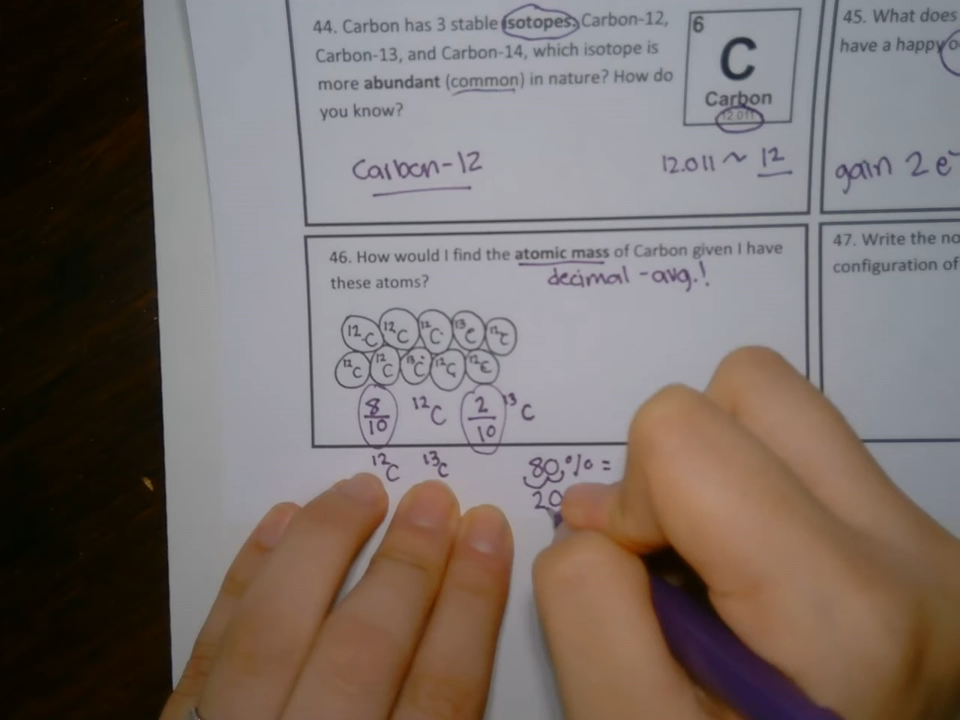 44. Carbon has 3 stable isotopes, Carbon-12,
Carbon-13, and Carbon-14, which isotope is
more abundant (common) in nature? How do
you know?
6
C
Carbon
12.011
Carbon-12
12.011 ~ 12
45. What does
have a happy
gain 2 e⁻
46. How would I find the atomic mass of Carbon given I have
these atoms?
decimal - avg.!
¹²C ¹²C ¹²C ¹³C ¹²C
¹²C ¹²C ¹³C ¹²C ¹²C
8/10 ¹²C 2/10 ¹³C
¹²C ¹³C
80% =
20
47. Write the no
configuration of